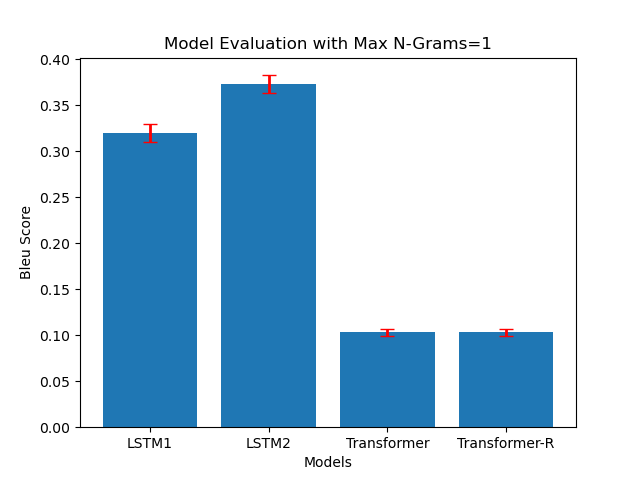 Model Evaluation with Max N-Grams=1
0.40
0.35
0.30
0.25
0.20
0.15
0.10
0.05
0.00
Bleu Score
LSTM1 LSTM2 Transformer Transformer-R
Models